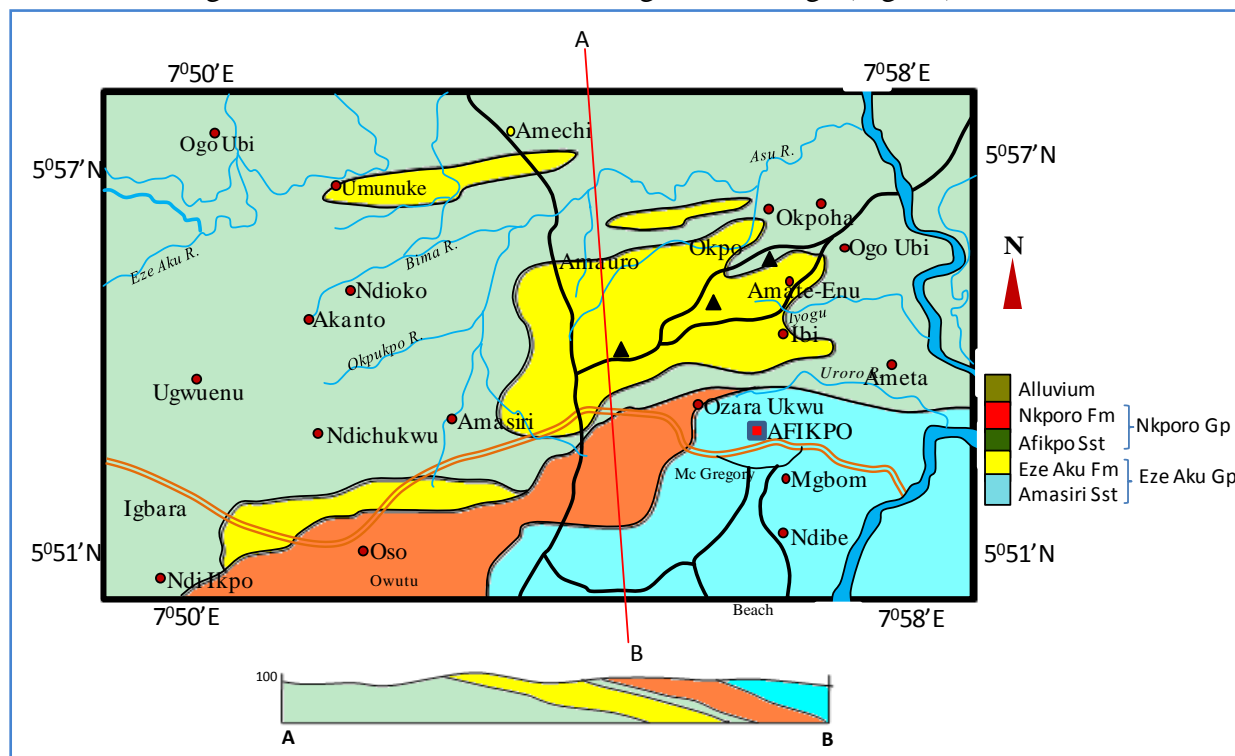 A
7⁰50’E
7⁰58’E
Amechi
Ogo Ubi
Asu R.
5⁰57’N
5⁰57’N
Umunuke
Okpoha
Eze Aku R.
Bima R.
Amauro
Okpo
Ogo Ubi
N
Ndioko
Amate-Enu
Akanto
Iyogu
Ibi
Okpukpo R.
Uroro R.
Ameta
Ugwuenu
Alluvium
Ozara Ukwu
Nkporo Fm
Nkporo Gp
Amasiri
AFIKPO
Ndichukwu
Afikpo Sst
Mc Gregory
Eze Aku Fm
Eze Aku Gp
Mgbom
Amasiri Sst
Igbara
Ndibe
5⁰51’N
5⁰51’N
Oso
Ndi Ikpo
Owutu
7⁰50’E
Beach
7⁰58’E
B
100
A
B